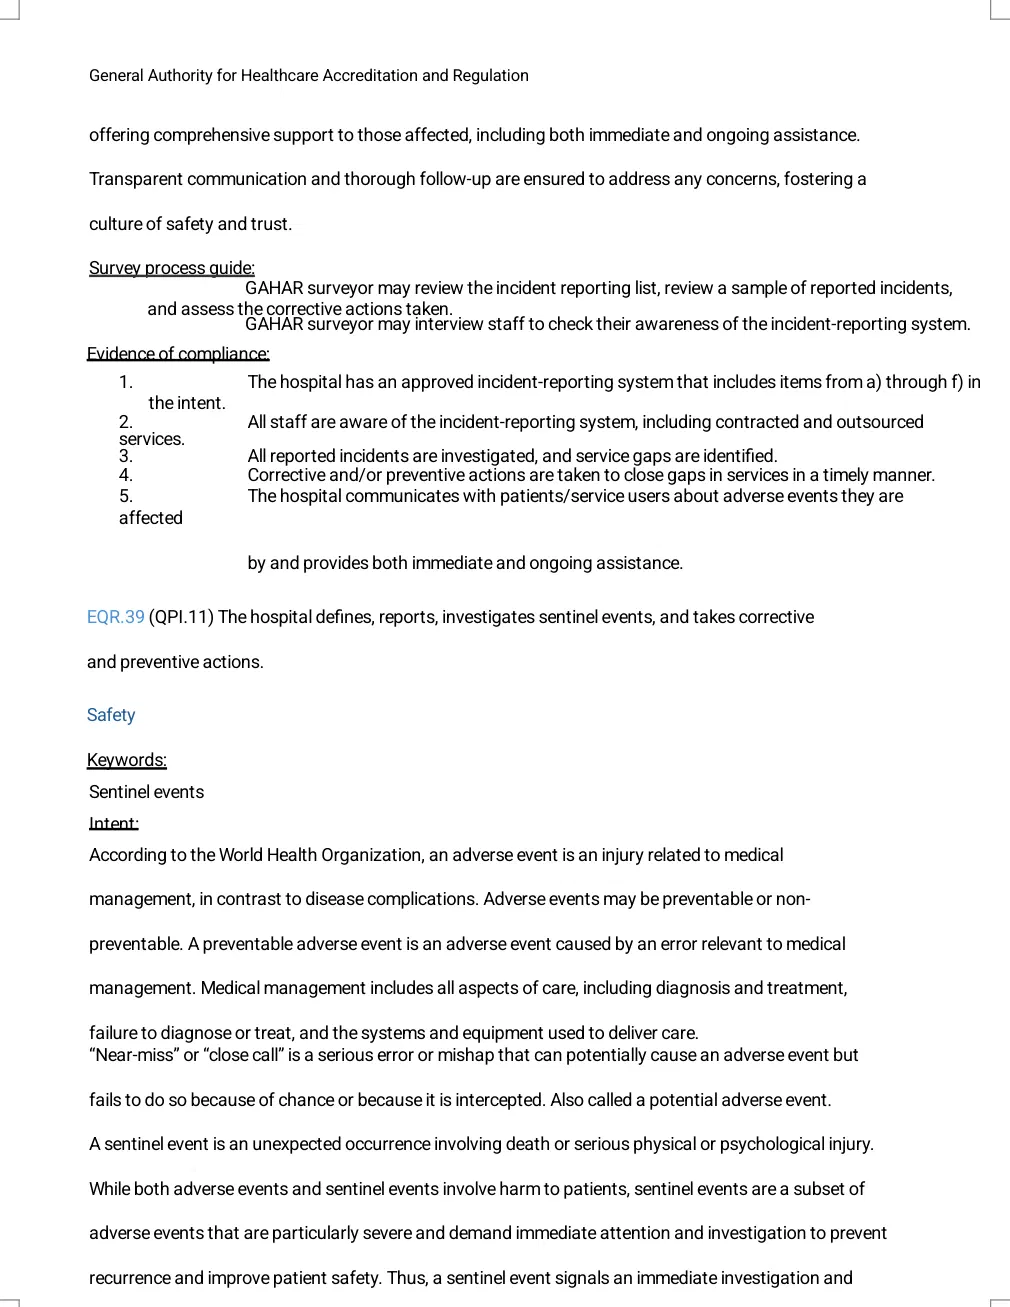 General Authority for Healthcare Accreditation and Regulation
offering comprehensive support to those affected, including both immediate and ongoing assistance.
Transparent communication and thorough follow-up are ensured to address any concerns, fostering a
culture of safety and trust.
Survey process guide:
GAHAR surveyor may review the incident reporting list, review a sample of reported incidents,
and assess the corrective actions taken.
GAHAR surveyor may interview staff to check their awareness of the incident-reporting system.
Evidence of compliance:
1. The hospital has an approved incident-reporting system that includes items from a) through f) in
the intent.
2. All staff are aware of the incident-reporting system, including contracted and outsourced
services.
3. All reported incidents are investigated, and service gaps are identified.
4. Corrective and/or preventive actions are taken to close gaps in services in a timely manner.
5. The hospital communicates with patients/service users about adverse events they are
affected
by and provides both immediate and ongoing assistance.
EQR.39 (QPI.11) The hospital defines, reports, investigates sentinel events, and takes corrective
and preventive actions.
Safety
Keywords:
Sentinel events
Intent:
According to the World Health Organization, an adverse event is an injury related to medical
management, in contrast to disease complications. Adverse events may be preventable or non-
preventable. A preventable adverse event is an adverse event caused by an error relevant to medical
management. Medical management includes all aspects of care, including diagnosis and treatment,
failure to diagnose or treat, and the systems and equipment used to deliver care.
“Near-miss” or “close call” is a serious error or mishap that can potentially cause an adverse event but
fails to do so because of chance or because it is intercepted. Also called a potential adverse event.
A sentinel event is an unexpected occurrence involving death or serious physical or psychological injury.
While both adverse events and sentinel events involve harm to patients, sentinel events are a subset of
adverse events that are particularly severe and demand immediate attention and investigation to prevent
recurrence and improve patient safety. Thus, a sentinel event signals an immediate investigation and